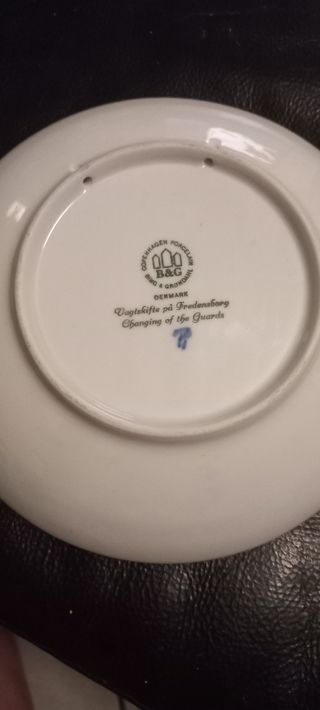 COPENHAGEN PORCELAIN
B&G
BING & GRØNDAHL
DENMARK
Vagtskifte på Fredensborg
Changing of the Guards